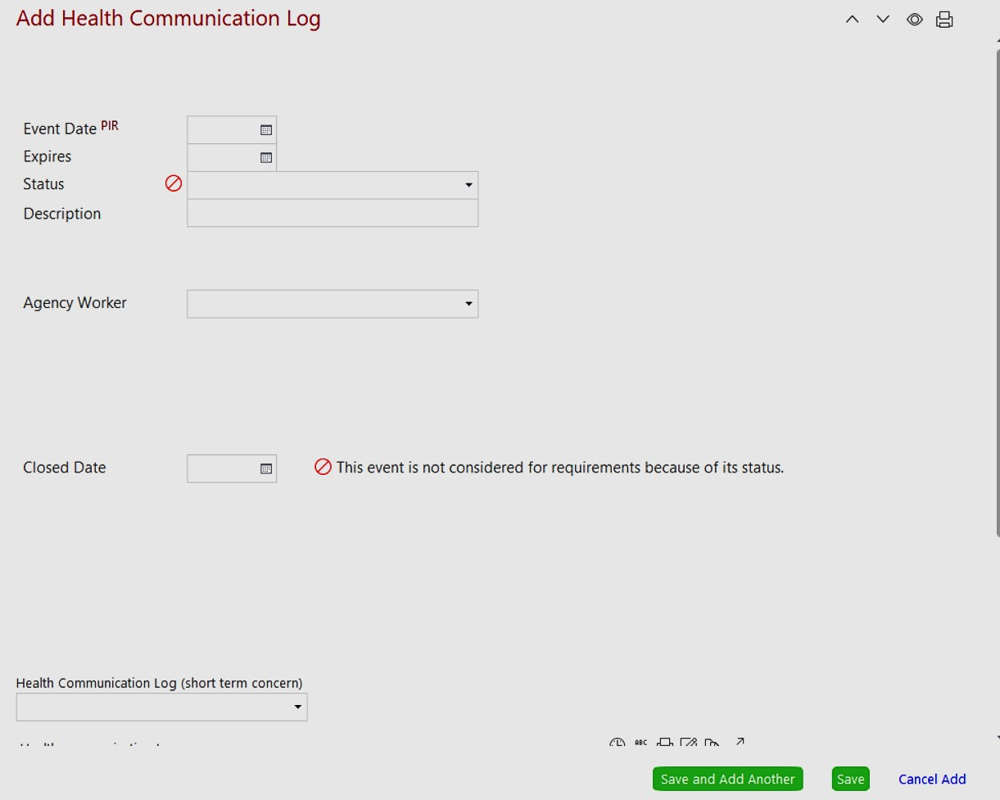 Add Health Communication Log
Event Date PIR
Expires
Status
Description
Agency Worker
Closed Date
This event is not considered for requirements because of its status.
Health Communication Log (short term concern)
ABC
Save and Add Another
Save
Cancel Add